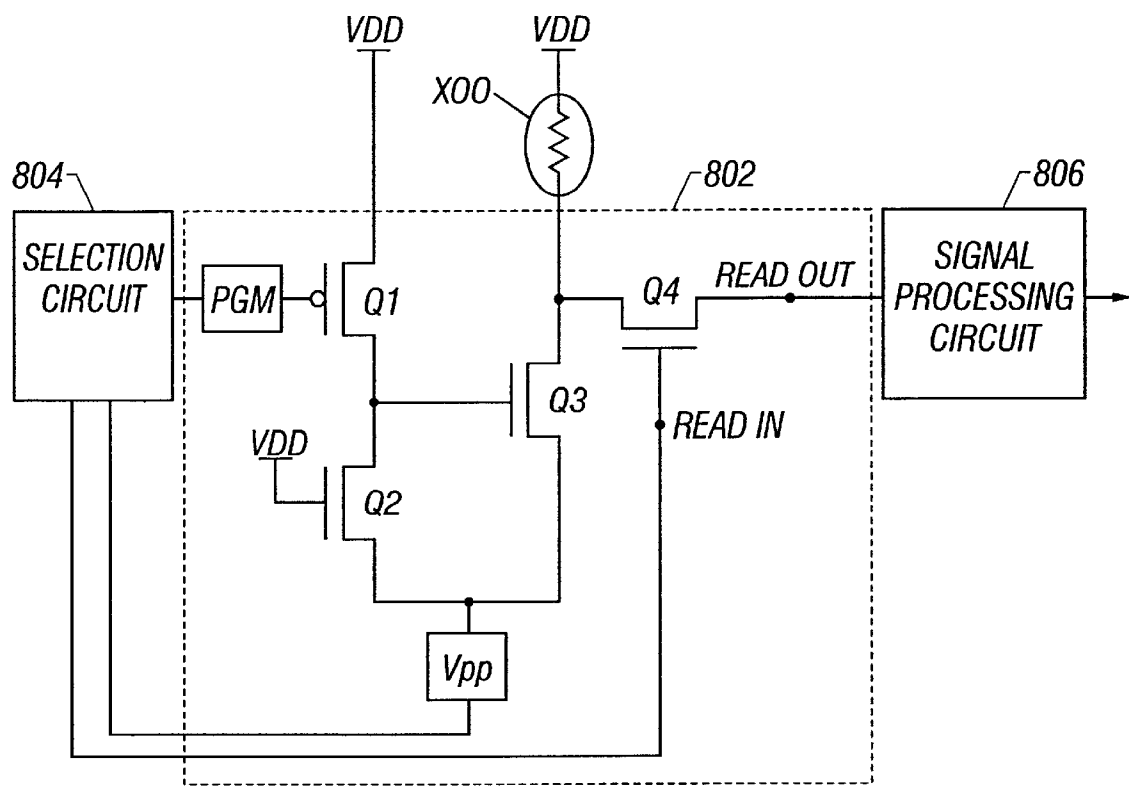 VDD
VDD
X00
804
802
806
SELECTION
CIRCUIT
PGM
Q1
Q4
READ OUT
SIGNAL
PROCESSING
CIRCUIT
Q3
READ IN
VDD
Q2
Vpp